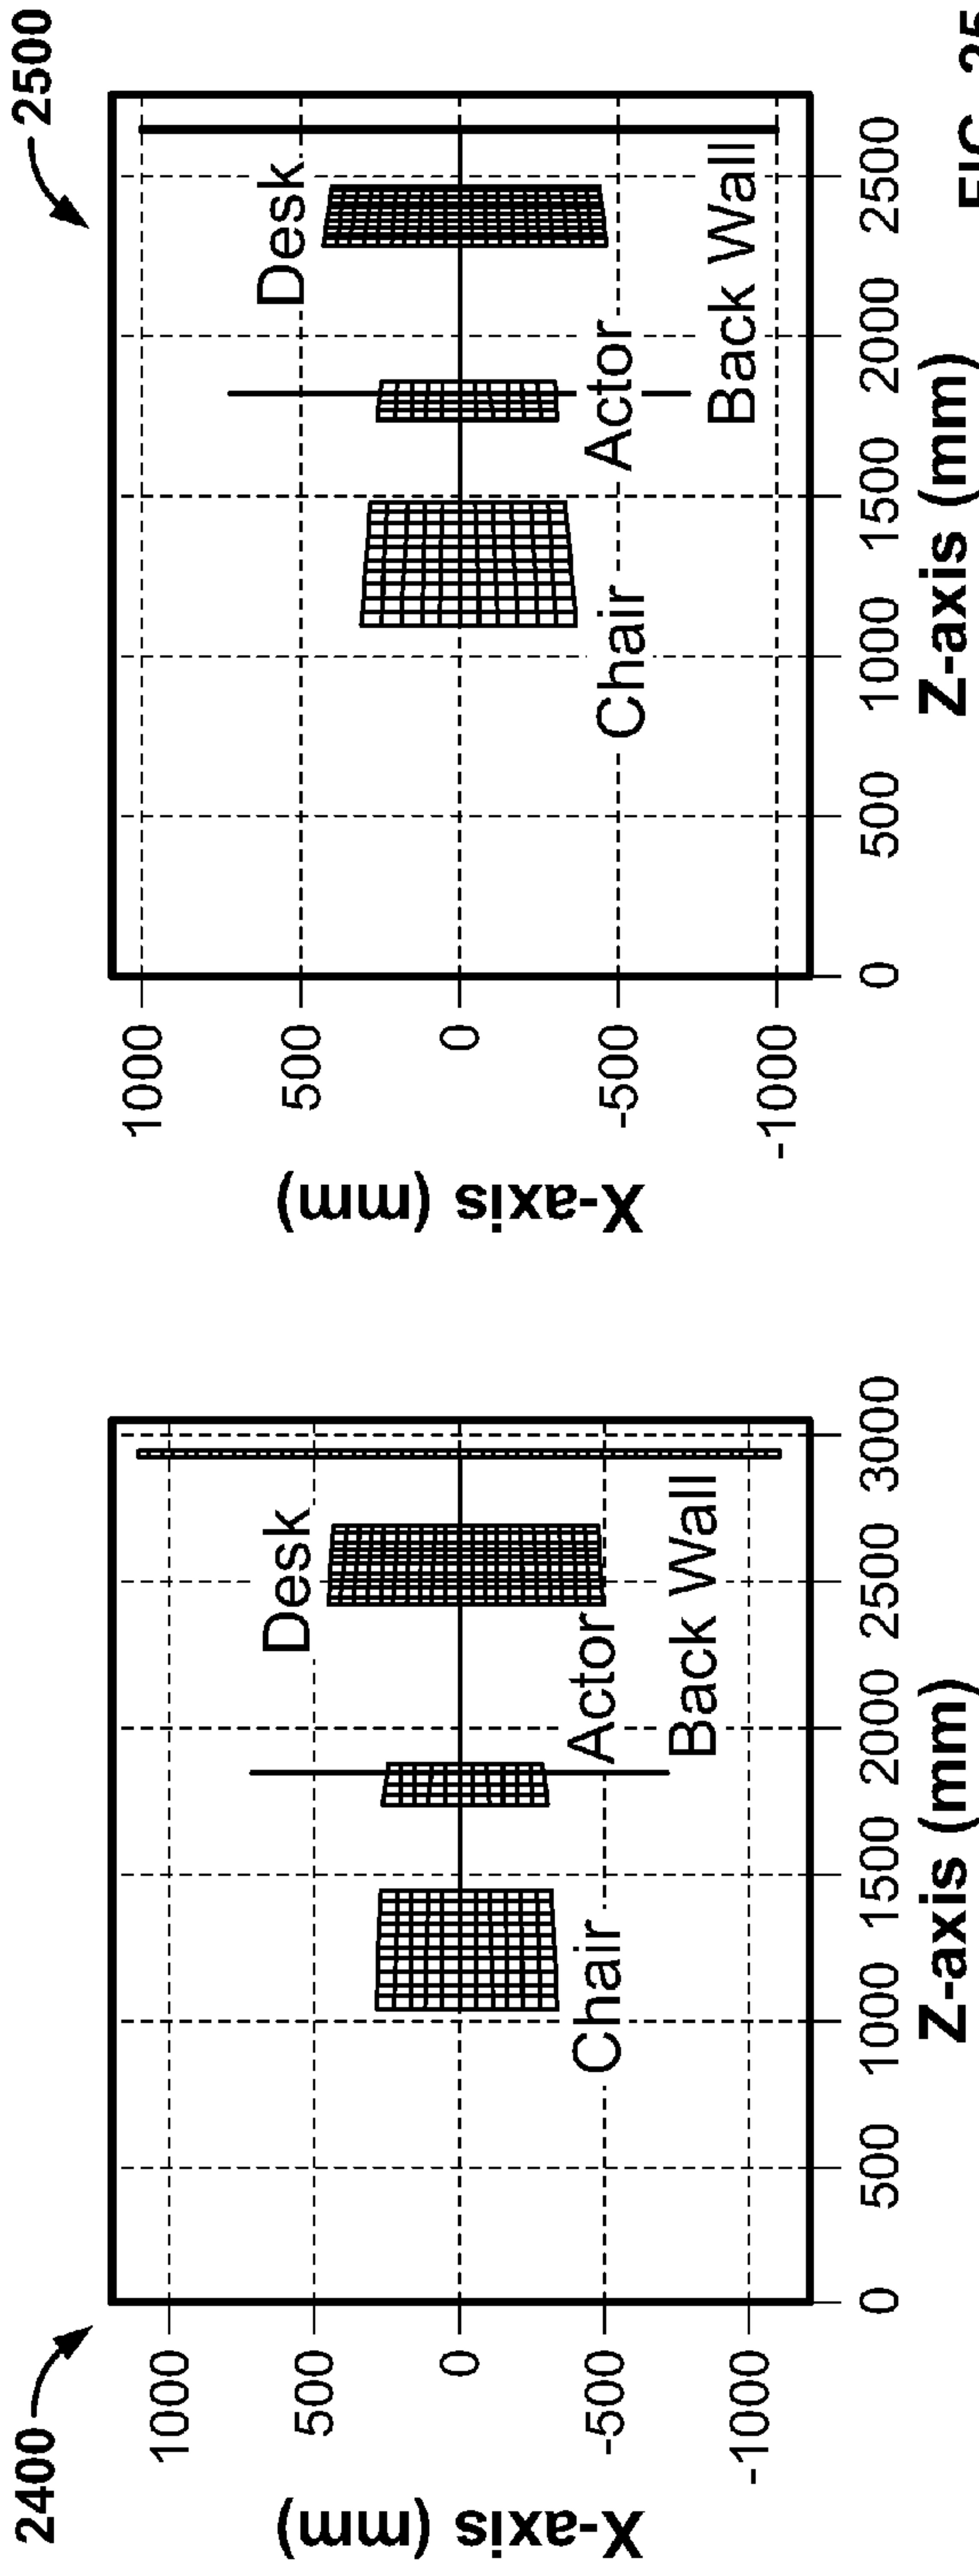 2400
X-axis (mm)
1000
500
0
-500
-1000
Desk
Actor
Chair
Back Wall
0 500 1000 1500 2000 2500 3000
Z-axis (mm)
2500
X-axis (mm)
1000
500
0
-500
-1000
Desk
Actor
Chair
Back Wall
0 500 1000 1500 2000 2500
Z-axis (mm)
FIG. 25